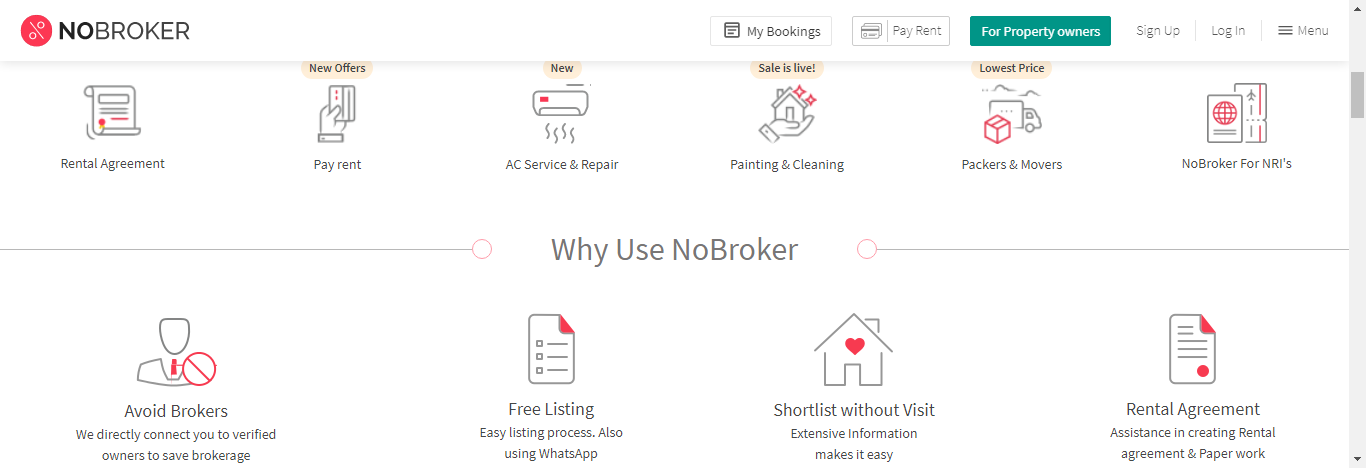 NOBROKER
My Bookings
Pay Rent
For Property owners
Sign Up
Log In
Menu
New Offers
New
Sale is live!
Lowest Price
Rental Agreement
Pay rent
AC Service & Repair
Painting & Cleaning
Packers & Movers
NoBroker For NRI's
Why Use NoBroker
Avoid Brokers
We directly connect you to verified
owners to save brokerage
Free Listing
Easy listing process. Also
using WhatsApp
Shortlist without Visit
Extensive Information
makes it easy
Rental Agreement
Assistance in creating Rental
agreement & Paper work